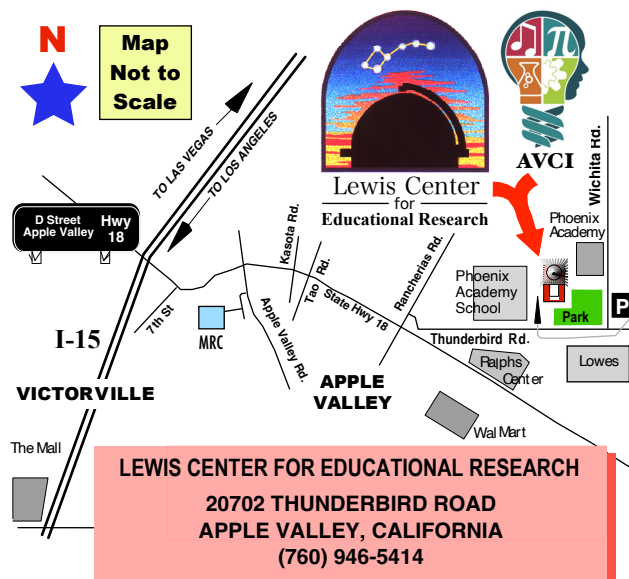 N
Map
Not to
Scale
TO LAS VEGAS
TO LOS ANGELES
D Street
Apple Valley
Hwy
18
Lewis Center
for
Educational Research
AVCI
Wichita Rd.
Phoenix
Academy
Phoenix
Academy
School
Park
P
Kasota Rd.
Tao Rd.
State Hwy 18
Rancherias Rd.
Thunderbird Rd.
7th St
MRC
Apple Valley Rd.
I-15
VICTORVILLE
APPLE
VALLEY
Ralphs
Center
Lowes
Wal Mart
The Mall
LEWIS CENTER FOR EDUCATIONAL RESEARCH
20702 THUNDERBIRD ROAD
APPLE VALLEY, CALIFORNIA
(760) 946-5414